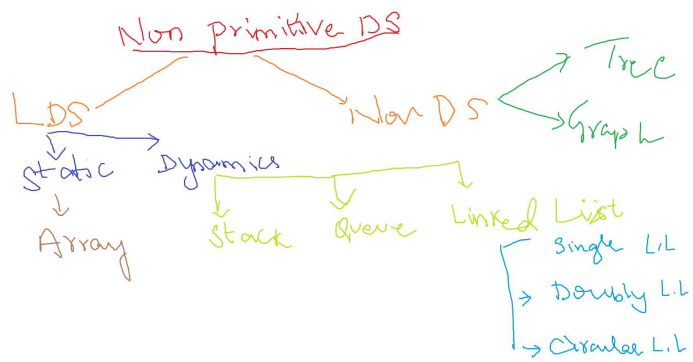 Non primitive DS
LDS
Non DS
Tree
Graph
Static
Dynamics
Array
Stack
Queue
Linked List
Single L.L
Doubly L.L
Circular L.L